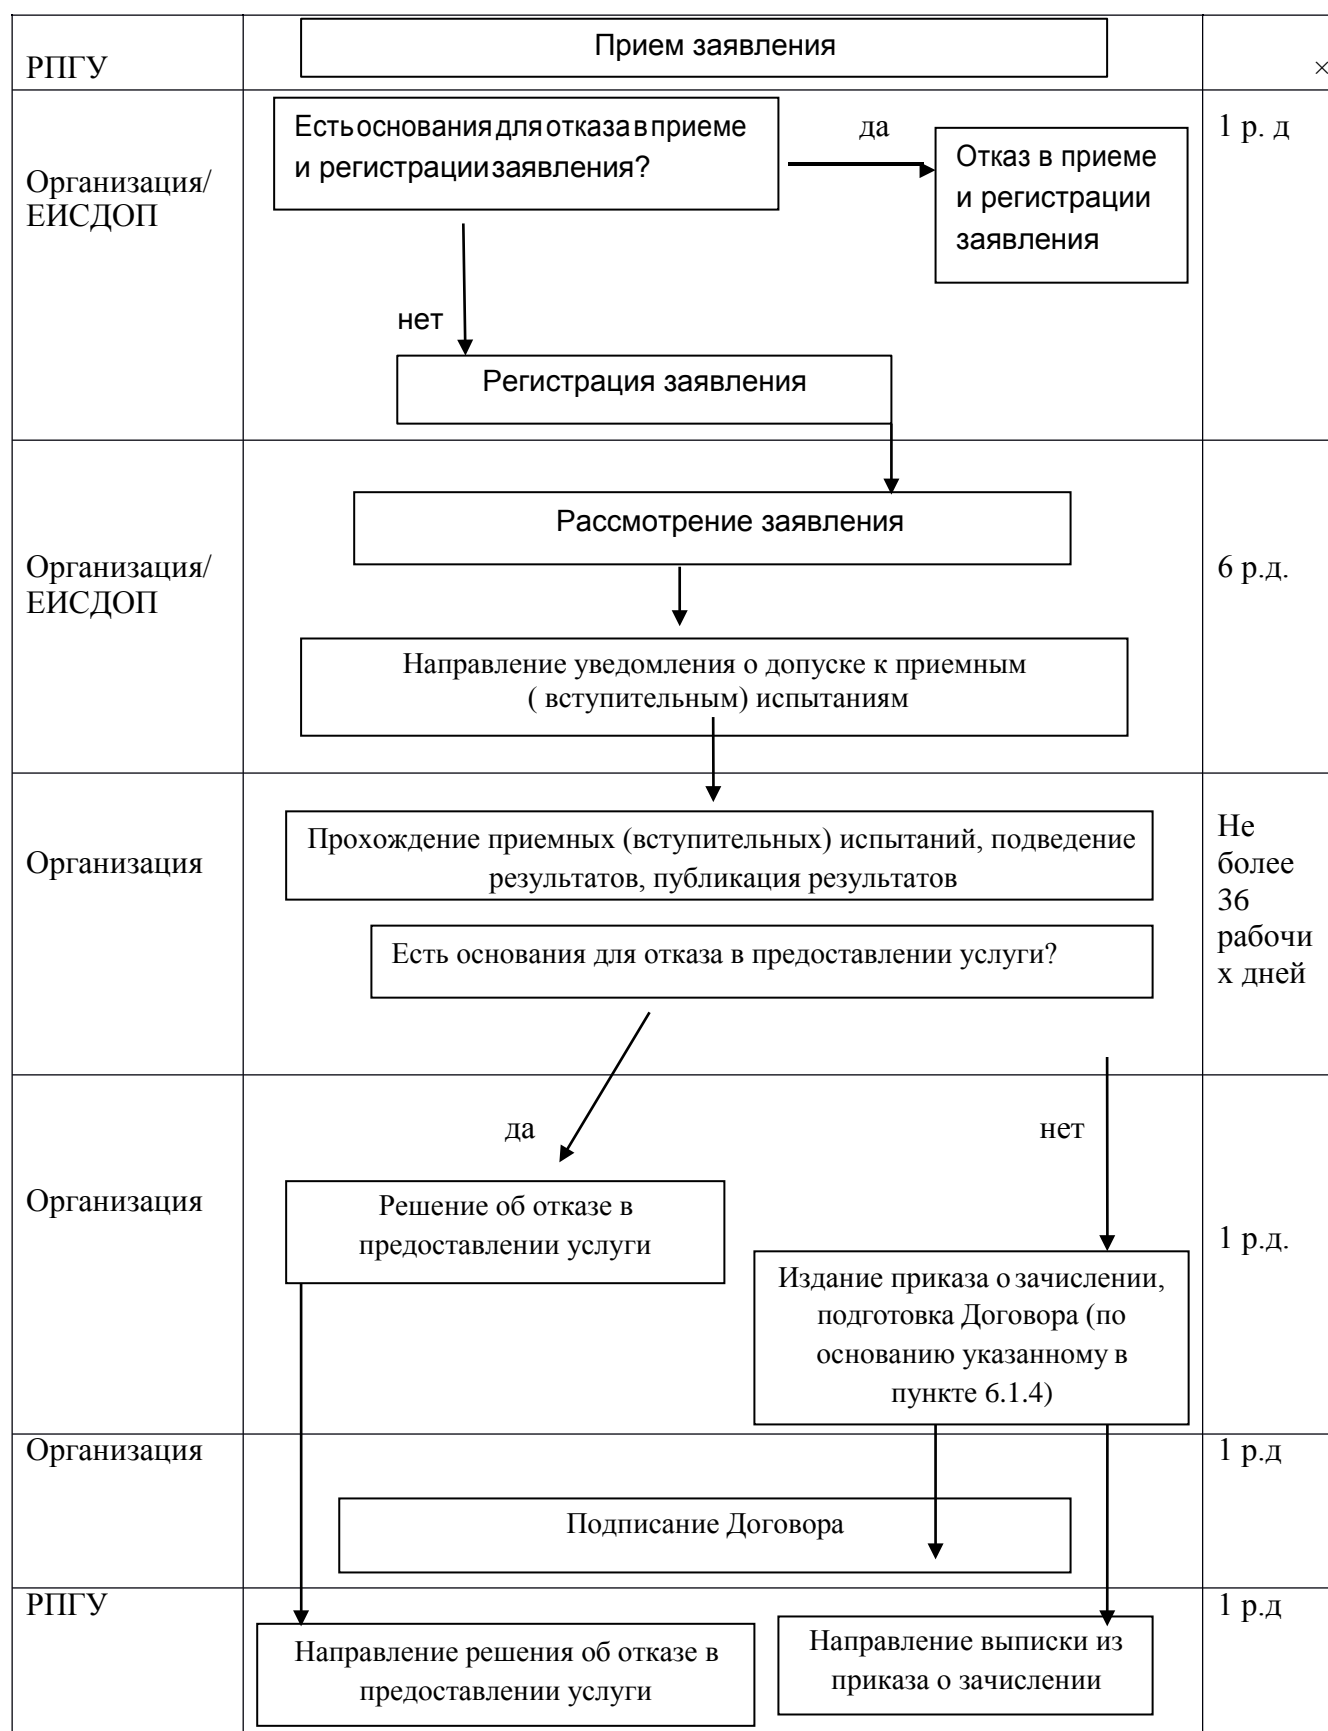 Прием заявления
РПГУ
×
Есть основания для отказа в приеме
и регистрации заявления?
да
1 р. д
Отказ в приеме
и регистрации
заявления
Организация/
ЕИСДОП
нет
Регистрация заявления
Рассмотрение заявления
Организация/
ЕИСДОП
6 р.д.
Направление уведомления о допуске к приемным
( вступительным) испытаниям
Организация
Прохождение приемных (вступительных) испытаний, подведение
результатов, публикация результатов
Не
более
36
рабочи
х дней
Есть основания для отказа в предоставлении услуги?
да
нет
Организация
Решение об отказе в
предоставлении услуги
1 р.д.
Издание приказа о зачислении,
подготовка Договора (по
основанию указанному в
пункте 6.1.4)
Организация
1 р.д
Подписание Договора
РПГУ
1 р.д
Направление решения об отказе в
предоставлении услуги
Направление выписки из
приказа о зачислении